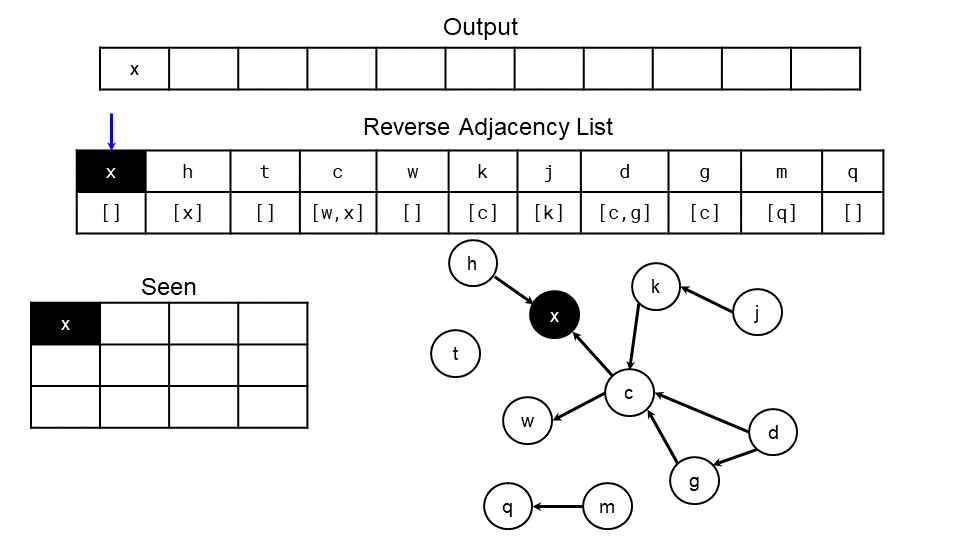 Output
x
Reverse Adjacency List
x h t c w k j d g m q
[] [x] [] [w,x] [] [c] [k] [c,g] [c] [q] []
Seen
x
h
k
x
j
t
c
w
d
g
q
m